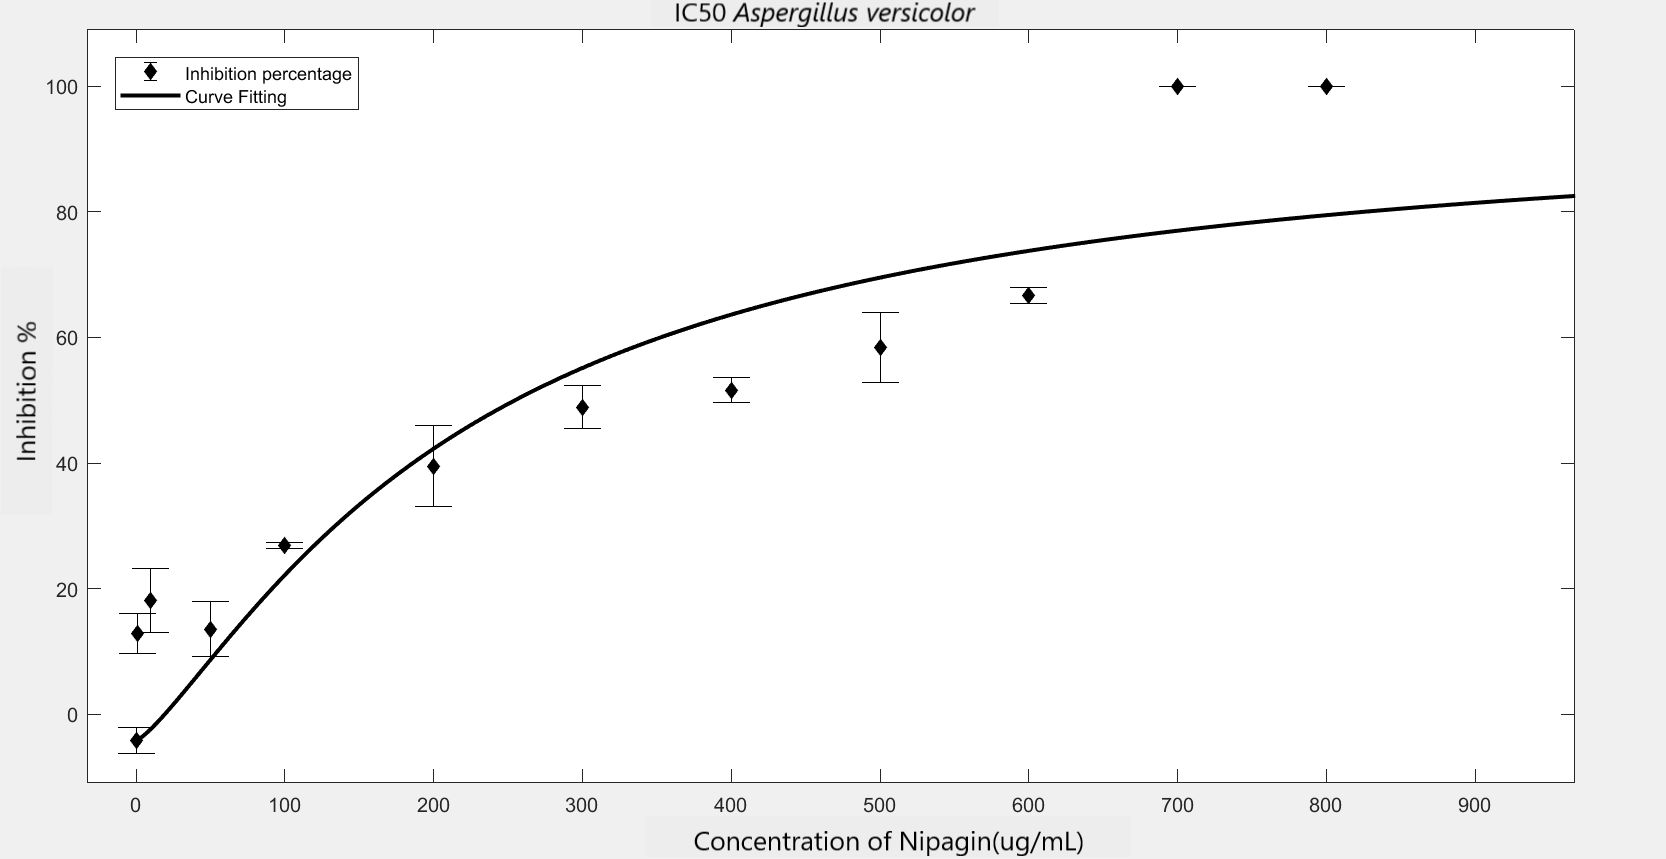 IC50 Aspergillus versicolor
Inhibition percentage
Curve Fitting
100
80
60
40
20
0
Inhibition %
0 100 200 300 400 500 600 700 800 900
Concentration of Nipagin(ug/mL)